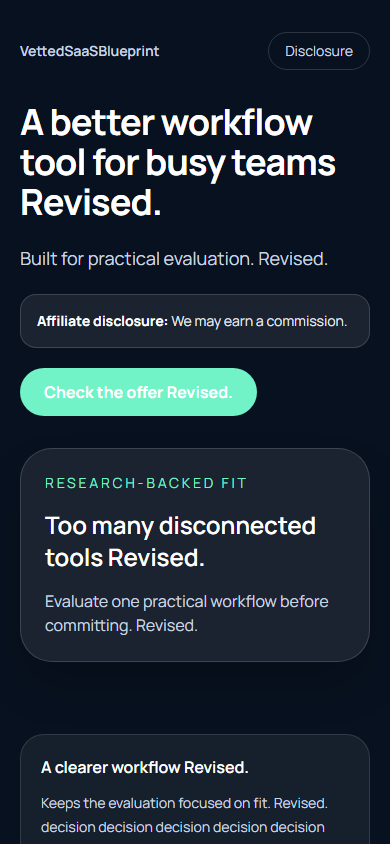 VettedSaaSBlueprint
Disclosure
A better workflow
tool for busy teams
Revised.
Built for practical evaluation. Revised.
Affiliate disclosure: We may earn a commission.
Check the offer Revised.
RESEARCH-BACKED FIT
Too many disconnected
tools Revised.
Evaluate one practical workflow before
committing. Revised.
A clearer workflow Revised.
Keeps the evaluation focused on fit. Revised.
decision decision decision decision decision